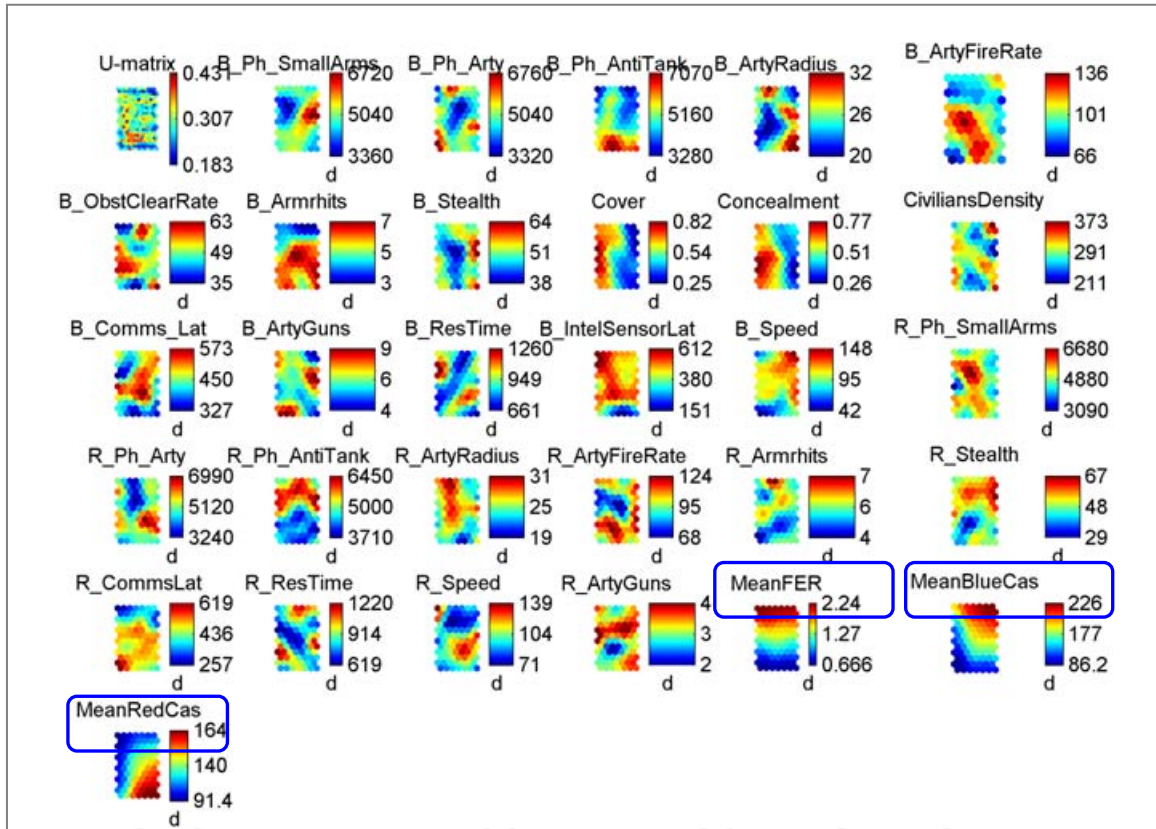 U-matrix
0.431
0.307
0.183
B_Ph_SmallArms
6720
5040
3360
d
B_Ph_Arty
6760
5040
3320
d
B_Ph_AntiTank
7070
5160
3280
d
B_ArtyRadius
32
26
20
d
B_ArtyFireRate
136
101
66
B_ObstClearRate
63
49
35
d
B_Armrhits
7
5
3
d
B_Stealth
64
51
38
d
Cover
0.82
0.54
0.25
d
Concealment
0.77
0.51
0.26
d
CiviliansDensity
373
291
211
d
B_Comms_Lat
573
450
327
d
B_ArtyGuns
9
6
4
d
B_ResTime
1260
949
661
d
B_IntelSensorLat
612
380
151
d
B_Speed
148
95
42
d
R_Ph_SmallArms
6680
4880
3090
d
R_Ph_Arty
6990
5120
3240
d
R_Ph_AntiTank
6450
5000
3710
d
R_ArtyRadius
31
25
19
d
R_ArtyFireRate
124
95
68
d
R_Armrhits
7
6
4
d
R_Stealth
67
48
29
d
R_CommsLat
619
436
257
d
R_ResTime
1220
914
619
d
R_Speed
139
104
71
d
R_ArtyGuns
4
3
2
d
MeanFER
2.24
1.27
0.666
d
MeanBlueCas
226
177
86.2
d
MeanRedCas
164
140
91.4
d